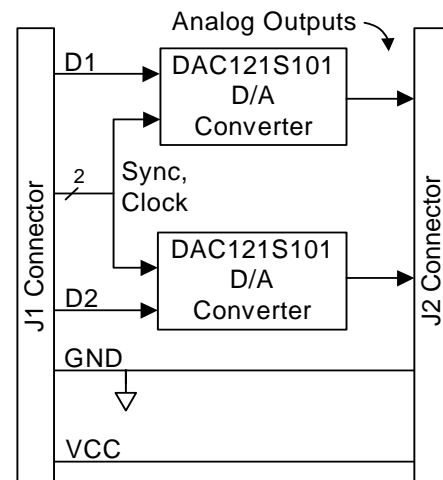 Analog Outputs
D1
DAC121S101
D/A
Converter
J1 Connector
2
Sync,
Clock
DAC121S101
D/A
Converter
D2
J2 Connector
GND
VCC